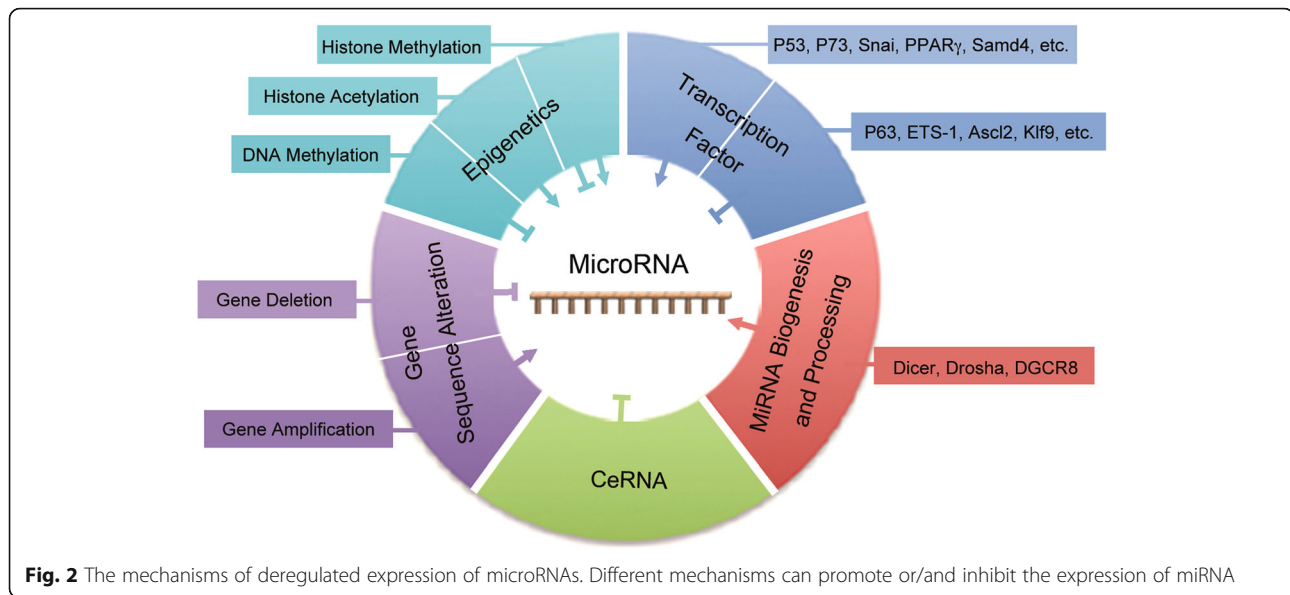 Histone Methylation
Histone Acetylation
DNA Methylation
Epigenetics
P53, P73, Snai, PPARγ, Samd4, etc.
P63, ETS-1, Ascl2, Klf9, etc.
Transcription
Factor
MicroRNA
Gene Deletion
Gene Amplification
Gene
Sequence Alteration
MiRNA Biogenesis
and Processing
Dicer, Drosha, DGCR8
CeRNA
Fig. 2 The mechanisms of deregulated expression of microRNAs. Different mechanisms can promote or/and inhibit the expression of miRNA